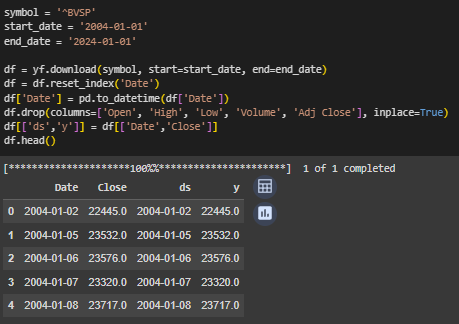 symbol = '^BVSP'
start_date = '2004-01-01'
end_date = '2024-01-01'
df = yf.download(symbol, start=start_date, end=end_date)
df = df.reset_index('Date')
df['Date'] = pd.to_datetime(df['Date'])
df.drop(columns=['Open', 'High', 'Low', 'Volume', 'Adj Close'], inplace=True)
df[['ds','y']] = df[['Date','Close']]
df.head()
[*********************100%%**********************]  1 of 1 completed
Date Close ds y
0 2004-01-02 22445.0 2004-01-02 22445.0
1 2004-01-05 23532.0 2004-01-05 23532.0
2 2004-01-06 23576.0 2004-01-06 23576.0
3 2004-01-07 23320.0 2004-01-07 23320.0
4 2004-01-08 23717.0 2004-01-08 23717.0